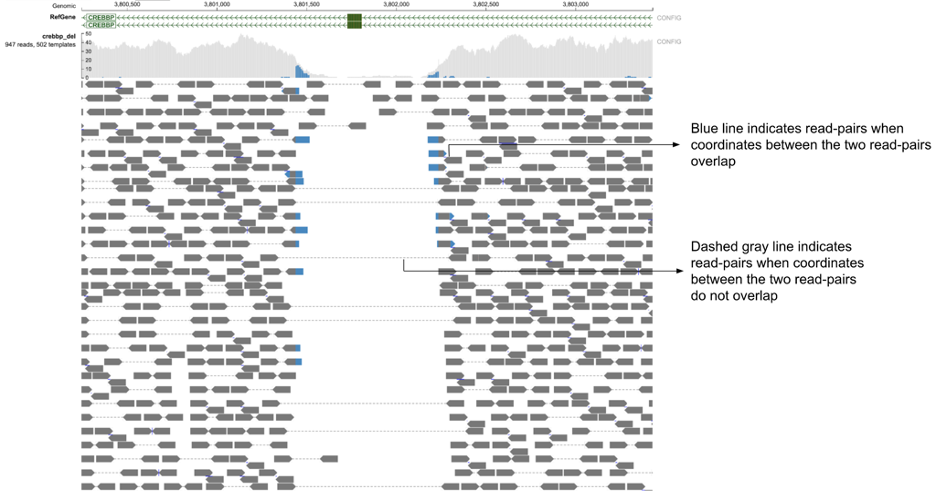 Genomic
3,800,500 3,801,000 3,801,500 3,802,000 3,802,500 3,803,000
RefGene
CREBBP
CREBBP
CONFIG
crebbp_del
947 reads, 502 templates
50
40
30
20
10
0
CONFIG
Blue line indicates read-pairs when
coordinates between the two read-pairs
overlap
Dashed gray line indicates
read-pairs when coordinates
between the two read-pairs
do not overlap